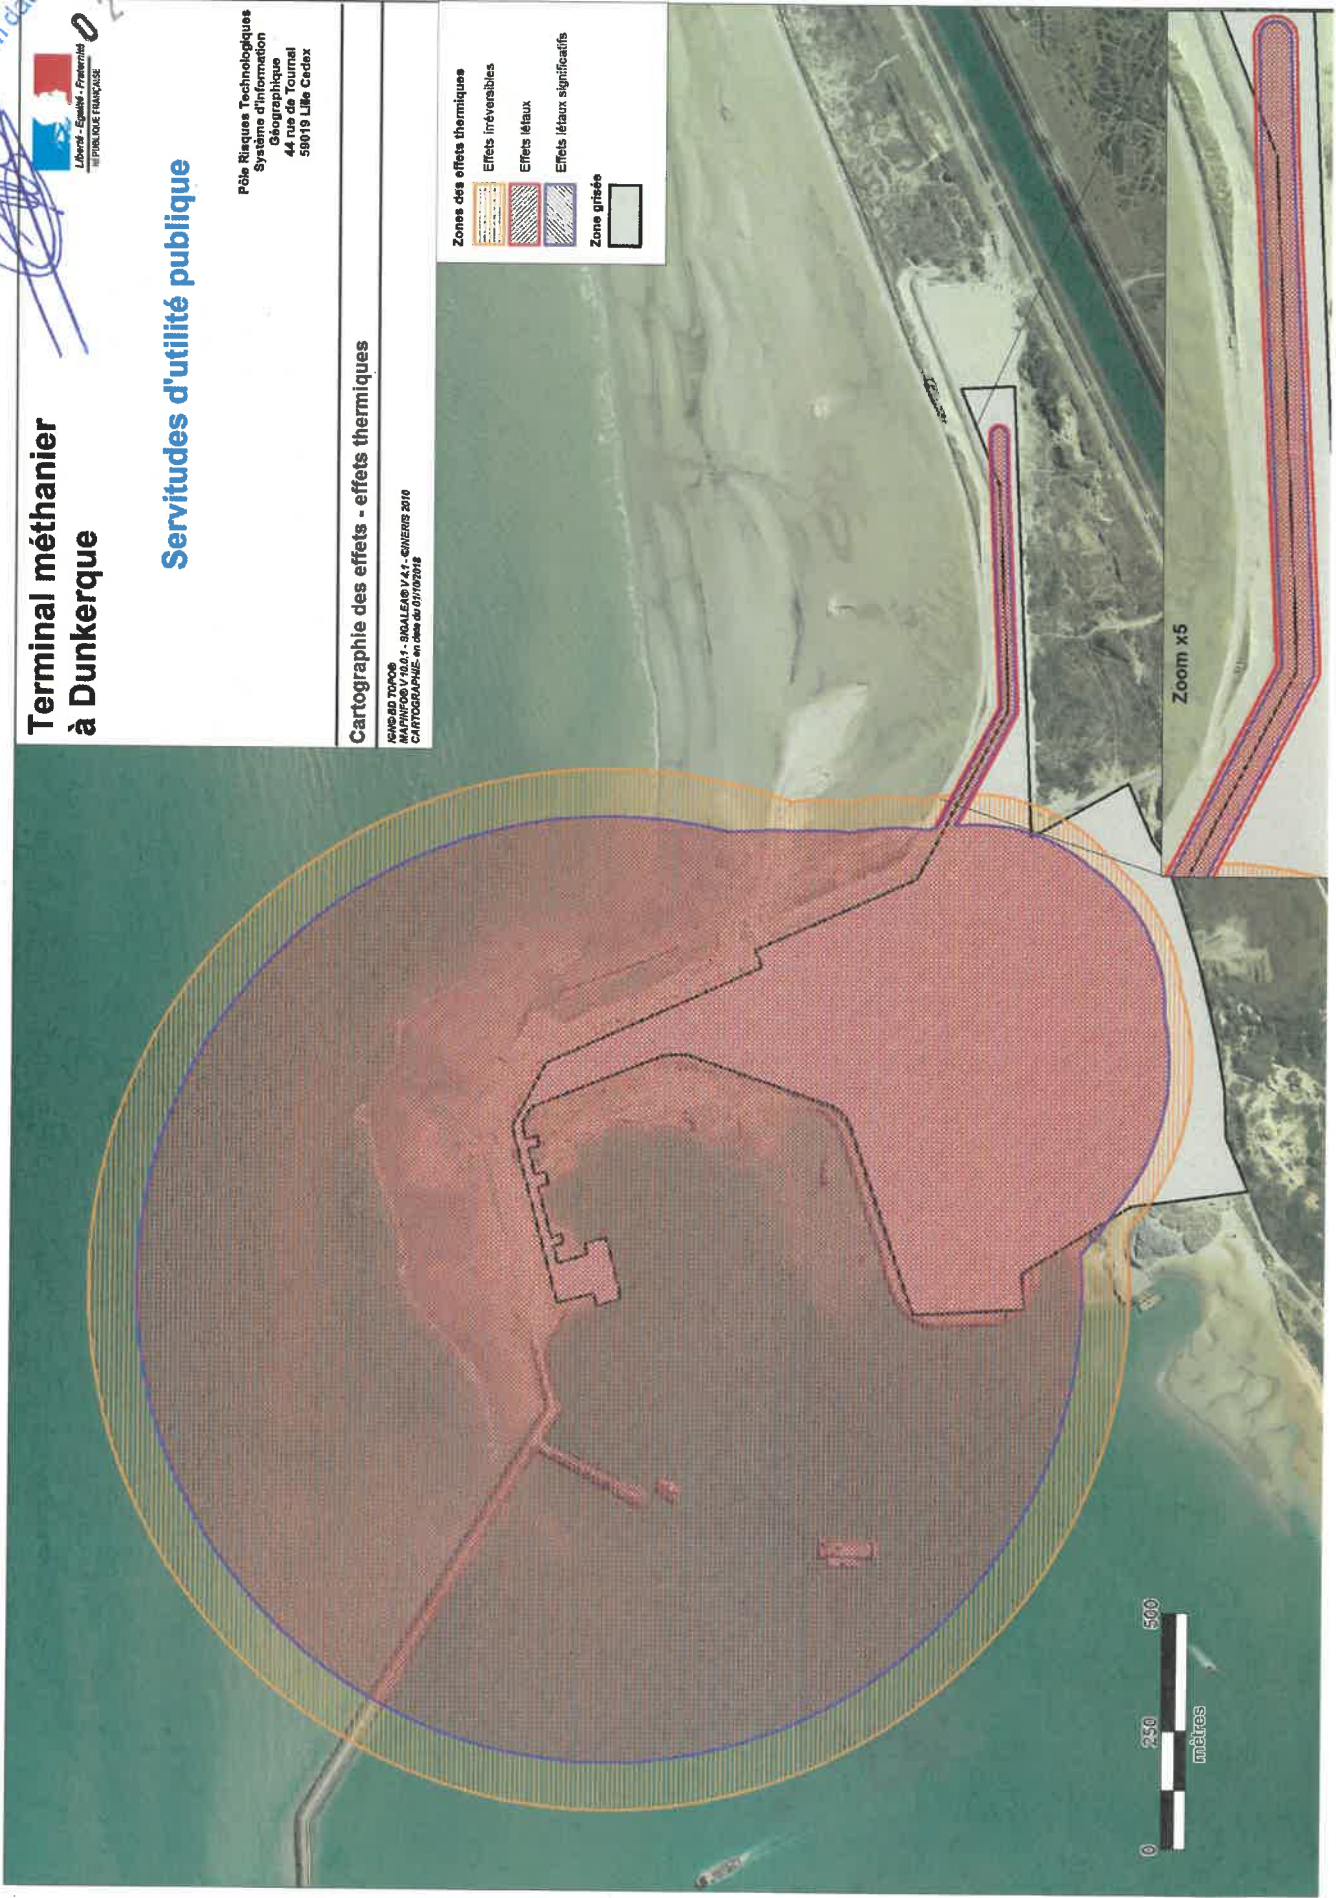 Terminal méthanier
à Dunkerque
Liberté - Egalité - Fraternité
RÉPUBLIQUE FRANÇAISE
Servitudes d'utilité publique
Pôle Risques Technologiques
Système d'Information
Géographique
44 rue de Tournai
59019 Lille Cedex
Cartographie des effets - effets thermiques
IGN© BD TOPO®
MAPINFO® V 10.0.1 - SIGALEA® V 4.1 - ©INERIS 2010
CARTOGRAPHIE- en date du 01/10/2018
Zones des effets thermiques
Effets irréversibles
Effets létaux
Effets létaux significatifs
Zone grisée
Zoom x5
0 250 500
mètres